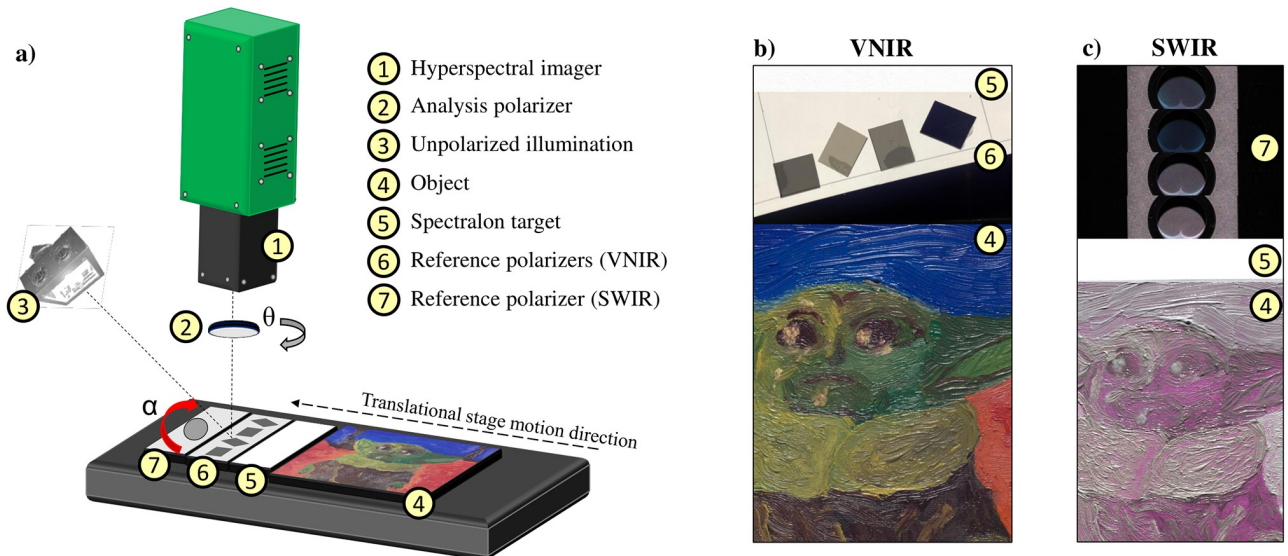 a)
1 Hyperspectral imager
2 Analysis polarizer
3 Unpolarized illumination
4 Object
5 Spectralon target
6 Reference polarizers (VNIR)
7 Reference polarizer (SWIR)
1
3
2
θ
α
Translational stage motion direction
7
6
5
4
b) VNIR
5
6
4
c) SWIR
7
5
4